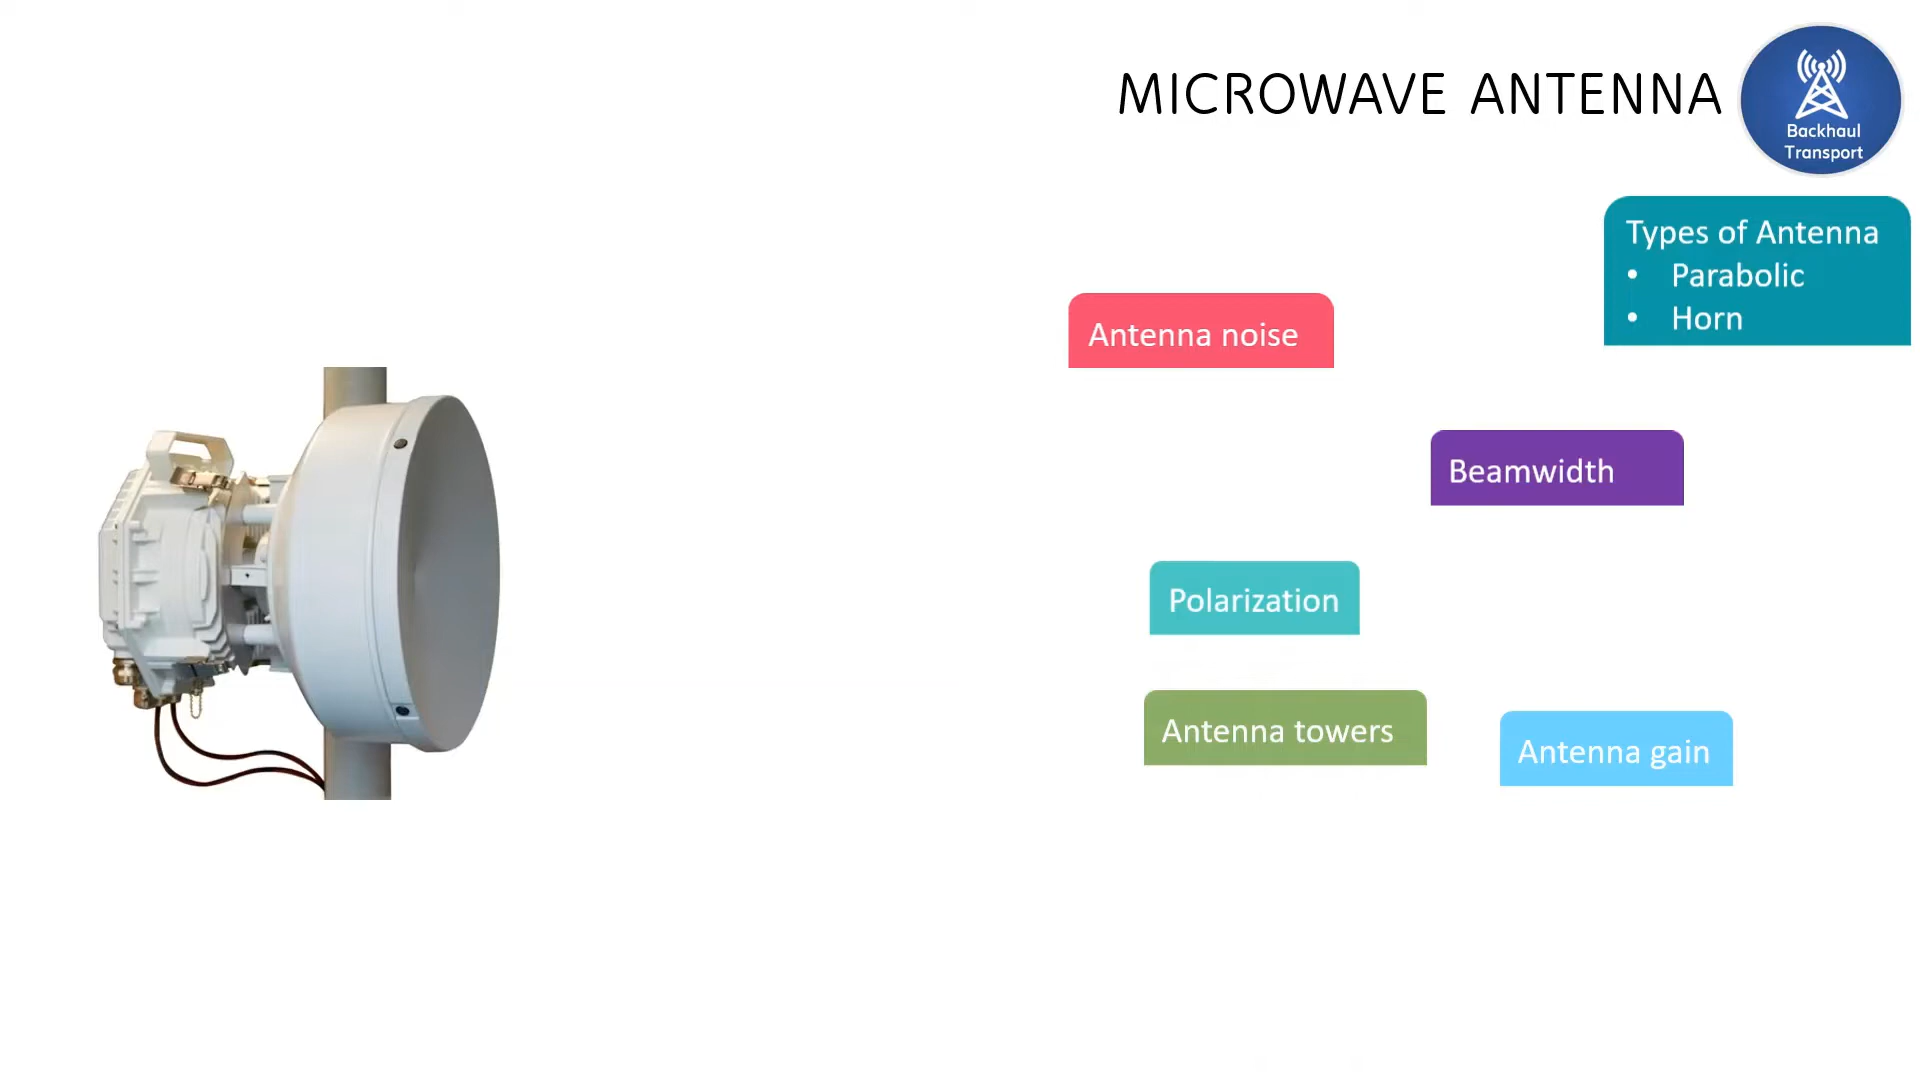 MICROWAVE ANTENNA
Backhaul
Transport
Types of Antenna
• Parabolic
• Horn
Antenna noise
Beamwidth
Polarization
Antenna towers
Antenna gain